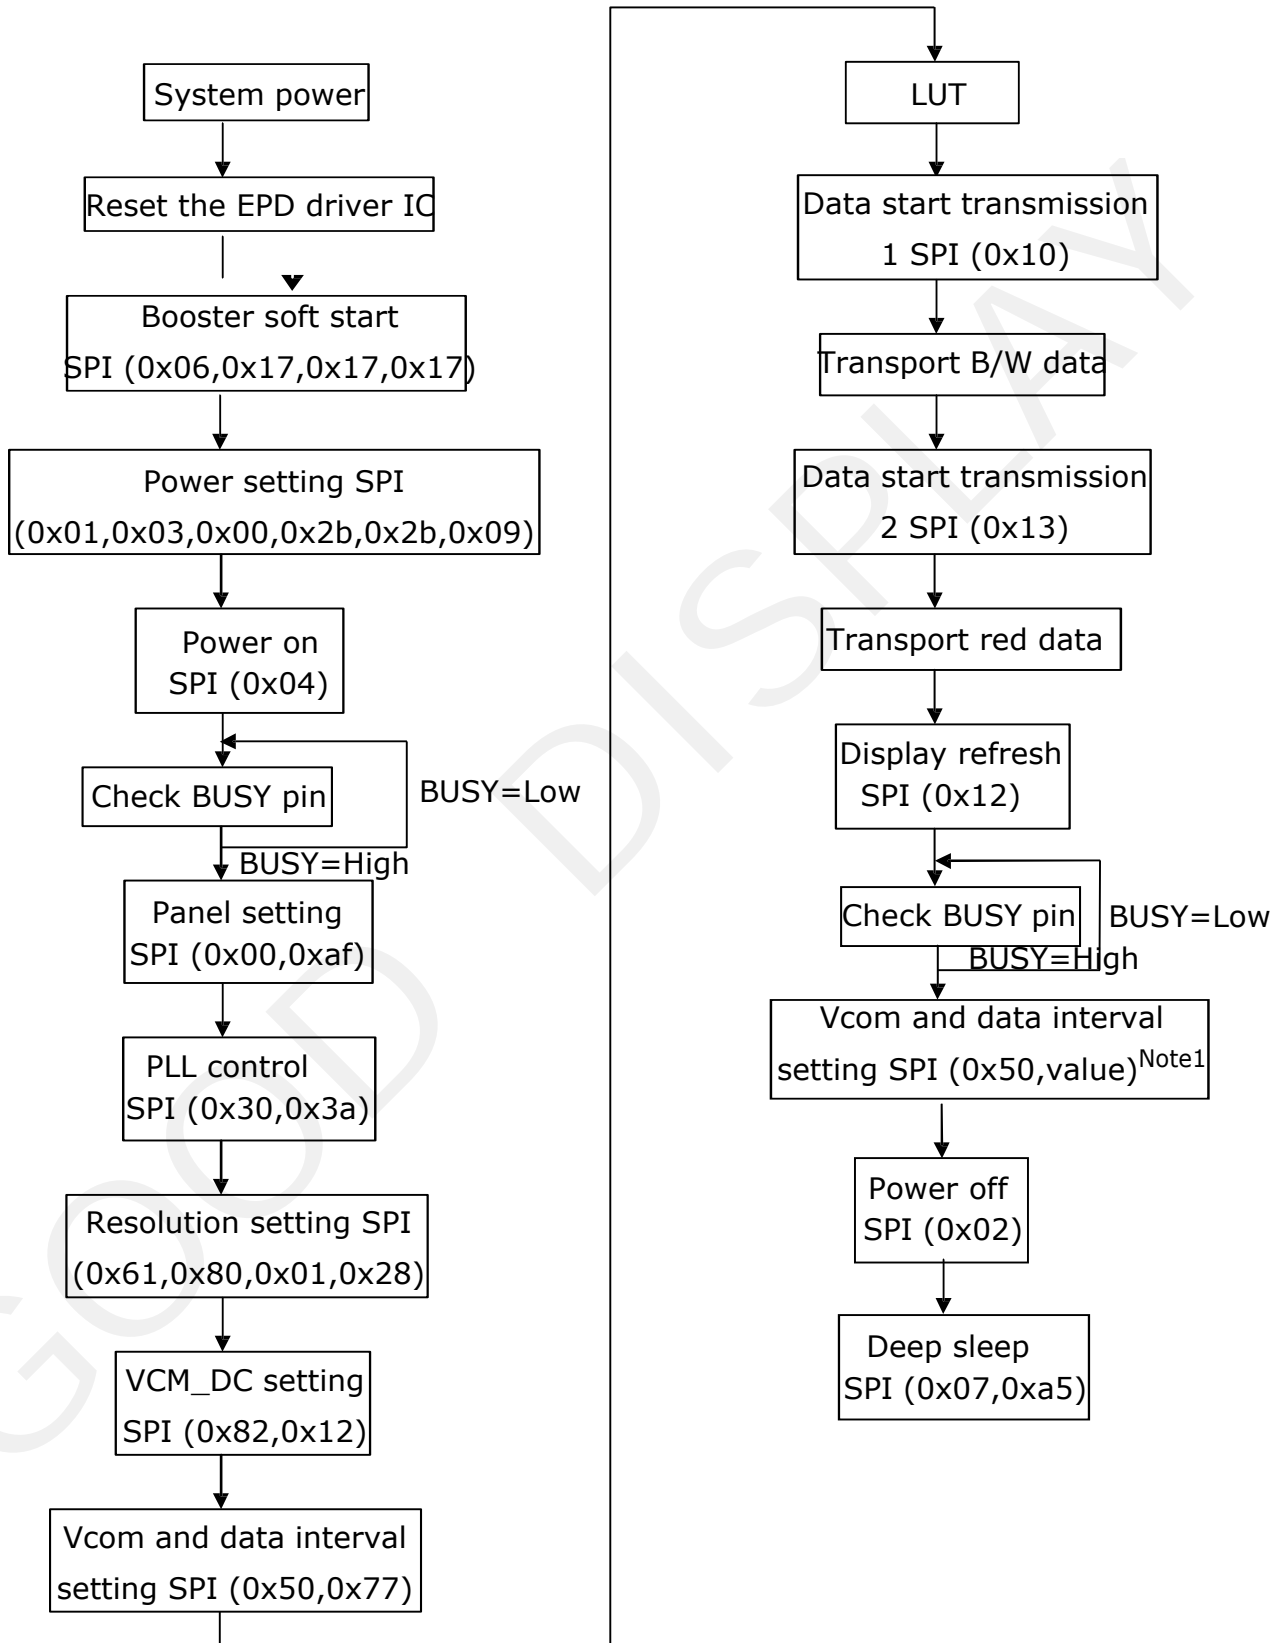 System power
Reset the EPD driver IC
Booster soft start
SPI (0x06,0x17,0x17,0x17)
Power setting SPI
(0x01,0x03,0x00,0x2b,0x2b,0x09)
Power on
SPI (0x04)
Check BUSY pin
BUSY=Low
BUSY=High
Panel setting
SPI (0x00,0xaf)
PLL control
SPI (0x30,0x3a)
Resolution setting SPI
(0x61,0x80,0x01,0x28)
VCM_DC setting
SPI (0x82,0x12)
Vcom and data interval
setting SPI (0x50,0x77)
LUT
Data start transmission
1 SPI (0x10)
Transport B/W data
Data start transmission
2 SPI (0x13)
Transport red data
Display refresh
SPI (0x12)
Check BUSY pin
BUSY=Low
BUSY=High
Vcom and data interval
setting SPI (0x50,value)Note1
Power off
SPI (0x02)
Deep sleep
SPI (0x07,0xa5)
GOOD DISPLAY